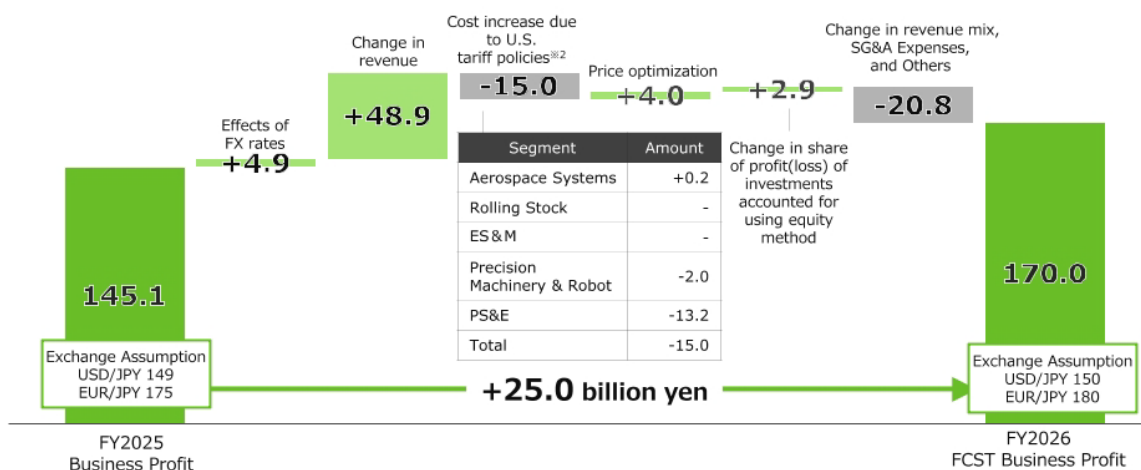 Effects of
FX rates
+4.9
Change in
revenue
+48.9
Cost increase due
to U.S.
tariff policies※2
-15.0
Price optimization
+4.0
+2.9
Change in share
of profit(loss) of
investments
accounted for
using equity
method
Change in revenue mix,
SG&A Expenses,
and Others
-20.8
Segment Amount
Aerospace Systems +0.2
Rolling Stock -
ES&M -
Precision
Machinery & Robot -2.0
PS&E -13.2
Total -15.0
145.1
Exchange Assumption
USD/JPY 149
EUR/JPY 175
+25.0 billion yen
170.0
Exchange Assumption
USD/JPY 150
EUR/JPY 180
FY2025
Business Profit
FY2026
FCST Business Profit